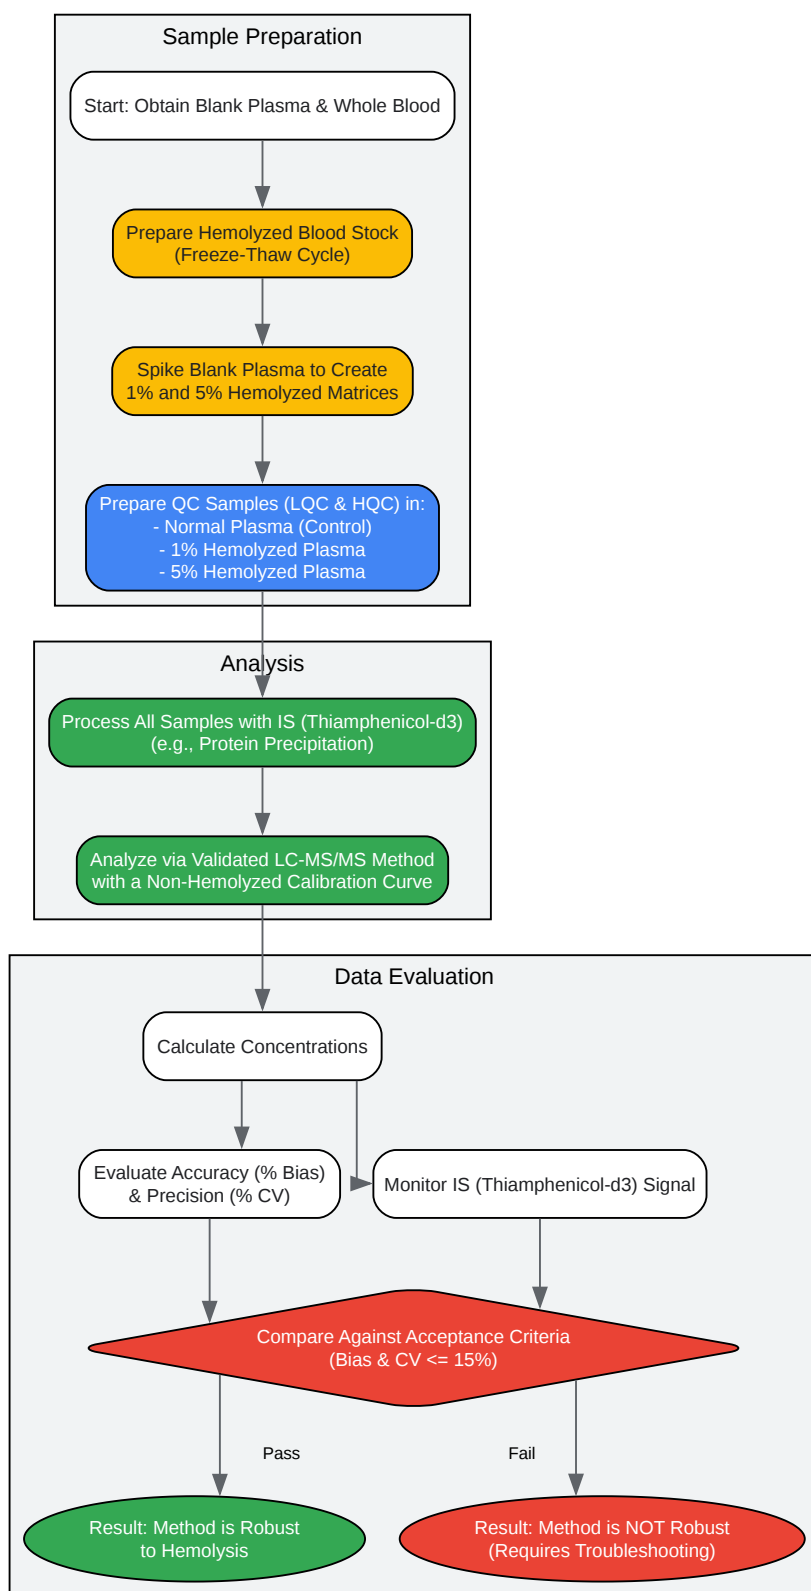 Sample Preparation
Start: Obtain Blank Plasma & Whole Blood
Prepare Hemolyzed Blood Stock
(Freeze-Thaw Cycle)
Spike Blank Plasma to Create
1% and 5% Hemolyzed Matrices
Prepare QC Samples (LQC & HQC) in:
- Normal Plasma (Control)
- 1% Hemolyzed Plasma
- 5% Hemolyzed Plasma
Analysis
Process All Samples with IS (Thiamphenicol-d3)
(e.g., Protein Precipitation)
Analyze via Validated LC-MS/MS Method
with a Non-Hemolyzed Calibration Curve
Data Evaluation
Calculate Concentrations
Evaluate Accuracy (% Bias)
& Precision (% CV)
Monitor IS (Thiamphenicol-d3) Signal
Compare Against Acceptance Criteria
(Bias & CV <= 15%)
Pass
Fail
Result: Method is Robust
to Hemolysis
Result: Method is NOT Robust
(Requires Troubleshooting)